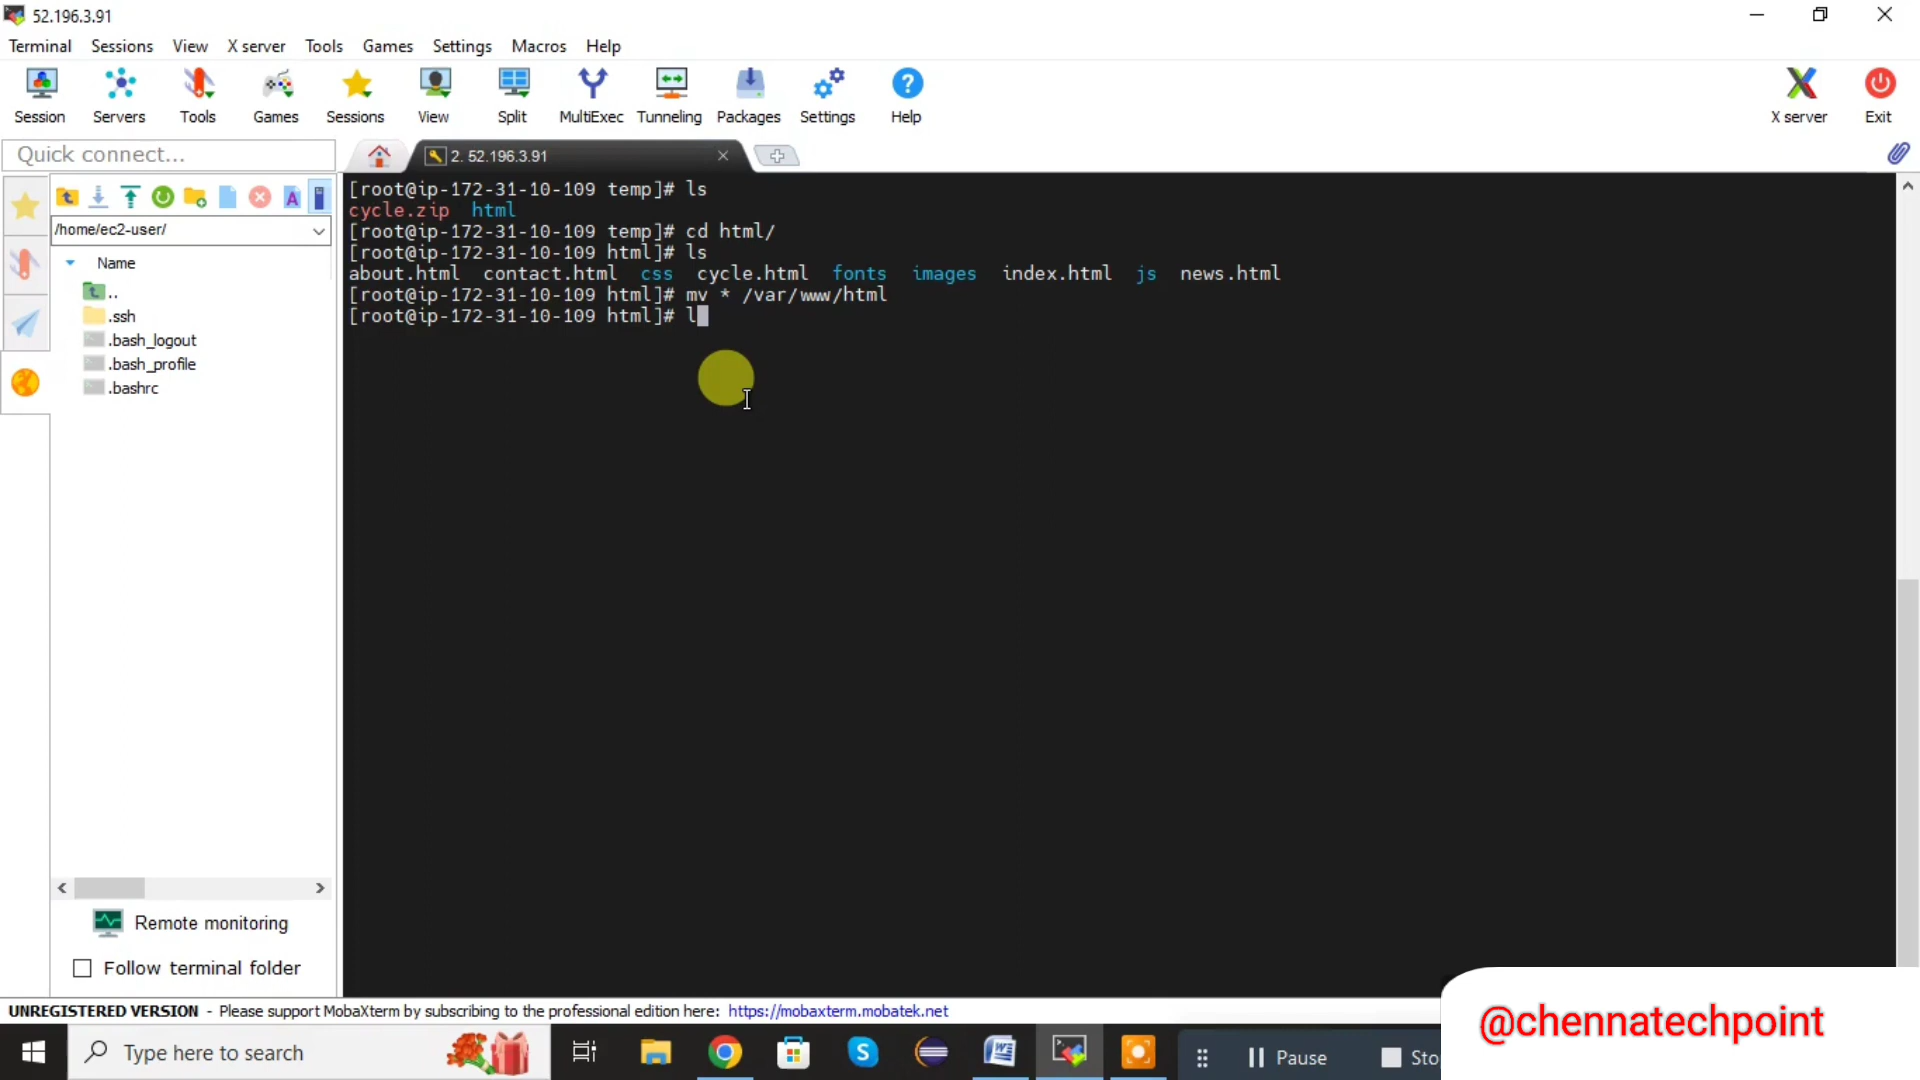 52.196.3.91
Terminal Sessions View X server Tools Games Settings Macros Help
Session Servers Tools Games Sessions View Split MultiExec Tunneling Packages Settings Help X server Exit
Quick connect...
2. 52.196.3.91
/home/ec2-user/
Name
..
.ssh
.bash_logout
.bash_profile
.bashrc
[root@ip-172-31-10-109 temp]# ls
cycle.zip html
[root@ip-172-31-10-109 temp]# cd html/
[root@ip-172-31-10-109 html]# ls
about.html contact.html css cycle.html fonts images index.html js news.html
[root@ip-172-31-10-109 html]# mv * /var/www/html
[root@ip-172-31-10-109 html]# l
Remote monitoring
Follow terminal folder
UNREGISTERED VERSION - Please support MobaXterm by subscribing to the professional edition here: https://mobaxterm.mobatek.net
Type here to search
Pause
Sto
@chennatechpoint